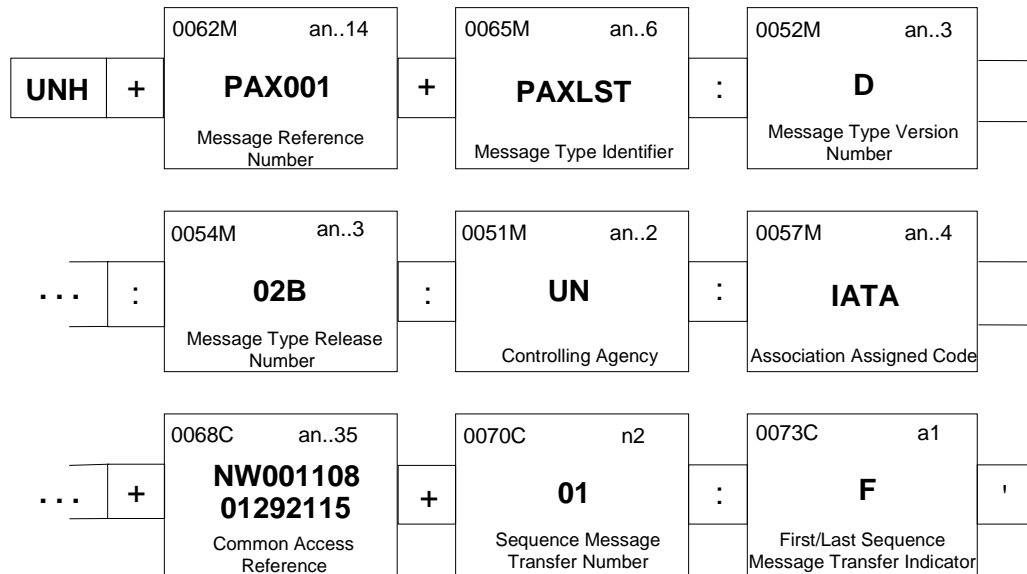 0062M an..14 0065M an..6 0052M an..3
UNH + PAX001 + PAXLST : D
Message Reference Number Message Type Identifier Message Type Version Number
0054M an..3 0051M an..2 0057M an..4
... : 02B : UN : IATA
Message Type Release Number Controlling Agency Association Assigned Code
0068C an..35 0070C n2 0073C a1
... + NW001108 01292115 + 01 : F '
Common Access Reference Sequence Message Transfer Number First/Last Sequence Message Transfer Indicator